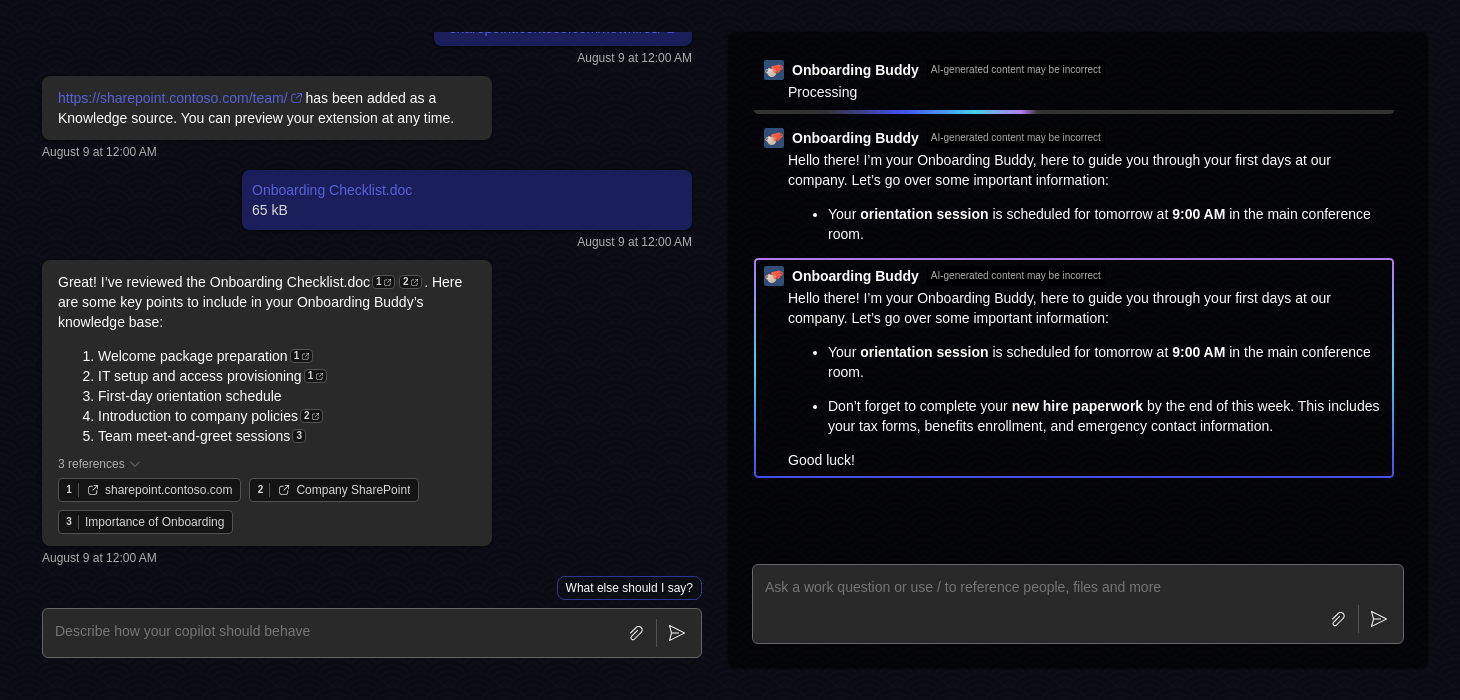 August 9 at 12:00 AM
https://sharepoint.contoso.com/team/ has been added as a
Knowledge source. You can preview your extension at any time.
August 9 at 12:00 AM
Onboarding Checklist.doc
65 kB
August 9 at 12:00 AM
Great! I’ve reviewed the Onboarding Checklist.doc 1 2 . Here
are some key points to include in your Onboarding Buddy’s
knowledge base:
1. Welcome package preparation 1
2. IT setup and access provisioning 1
3. First-day orientation schedule
4. Introduction to company policies 2
5. Team meet-and-greet sessions 3
3 references
1 sharepoint.contoso.com
2 Company SharePoint
3 Importance of Onboarding
August 9 at 12:00 AM
What else should I say?
Describe how your copilot should behave
Onboarding Buddy AI-generated content may be incorrect
Processing
Onboarding Buddy AI-generated content may be incorrect
Hello there! I’m your Onboarding Buddy, here to guide you through your first days at our
company. Let’s go over some important information:
• Your orientation session is scheduled for tomorrow at 9:00 AM in the main conference
room.
Onboarding Buddy AI-generated content may be incorrect
Hello there! I’m your Onboarding Buddy, here to guide you through your first days at our
company. Let’s go over some important information:
• Your orientation session is scheduled for tomorrow at 9:00 AM in the main conference
room.
• Don’t forget to complete your new hire paperwork by the end of this week. This includes
your tax forms, benefits enrollment, and emergency contact information.
Good luck!
Ask a work question or use / to reference people, files and more